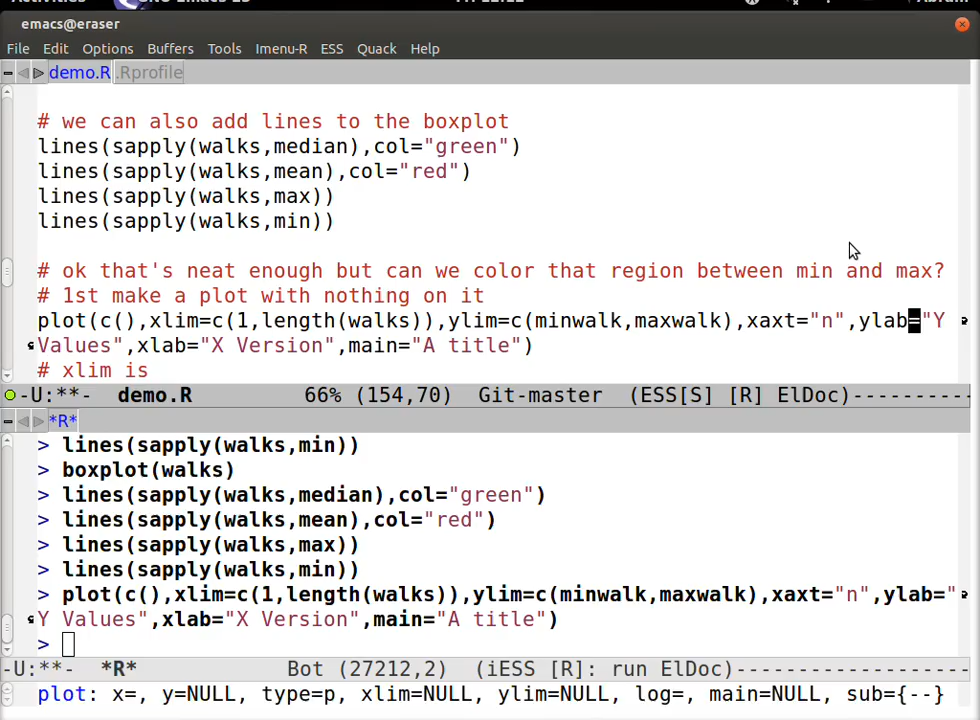 emacs@eraser
File Edit Options Buffers Tools Imenu-R ESS Quack Help
demo.R .Rprofile
# we can also add lines to the boxplot
lines(sapply(walks,median),col="green")
lines(sapply(walks,mean),col="red")
lines(sapply(walks,max))
lines(sapply(walks,min))
# ok that's neat enough but can we color that region between min and max?
# 1st make a plot with nothing on it
plot(c(),xlim=c(1,length(walks)),ylim=c(minwalk,maxwalk),xaxt="n",ylab="Y
Values",xlab="X Version",main="A title")
# xlim is
-U:**- demo.R 66% (154,70) Git-master (ESS[S] [R] ElDoc)----------
*R*
> lines(sapply(walks,min))
> boxplot(walks)
> lines(sapply(walks,median),col="green")
> lines(sapply(walks,mean),col="red")
> lines(sapply(walks,max))
> lines(sapply(walks,min))
> plot(c(),xlim=c(1,length(walks)),ylim=c(minwalk,maxwalk),xaxt="n",ylab="
Y Values",xlab="X Version",main="A title")
>
-U:**- *R* Bot (27212,2) (iESS [R]: run ElDoc)-------------------
plot: x=, y=NULL, type=p, xlim=NULL, ylim=NULL, log=, main=NULL, sub={--}